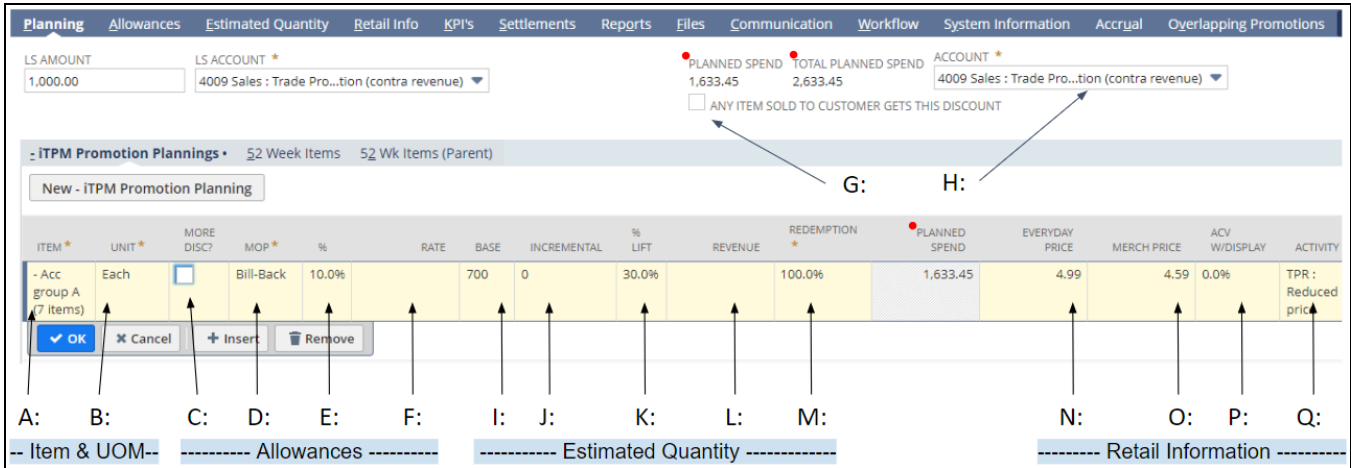 Planning Allowances Estimated Quantity Retail Info KPI's Settlements Reports Files Communication Workflow System Information Accrual Overlapping Promotions
LS AMOUNT LS ACCOUNT * PLANNED SPEND TOTAL PLANNED SPEND ACCOUNT *
1,000.00 4009 Sales : Trade Pro...tion (contra revenue) 1,633.45 2,633.45 4009 Sales : Trade Pro...tion (contra revenue)
ANY ITEM SOLD TO CUSTOMER GETS THIS DISCOUNT
- iTPM Promotion Plannings • 52 Week Items 52 Wk Items (Parent)
New - iTPM Promotion Planning
G: H:
MORE % REDEMPTION PLANNED EVERYDAY ACV
ITEM * UNIT * DISC? MOP * % RATE BASE INCREMENTAL LIFT REVENUE * SPEND PRICE MERCH PRICE W/DISPLAY ACTIVITY
- Acc Each Bill-Back 10.0% 700 0 30.0% 100.0% 1,633.45 4.99 4.59 0.0% TPR :
group A Reduced
(7 items) price
OK Cancel Insert Remove
A: B: C: D: E: F: I: J: K: L: M: N: O: P: Q:
-- Item & UOM-- ---------- Allowances ---------- ----------- Estimated Quantity ------------- --------- Retail Information ----------